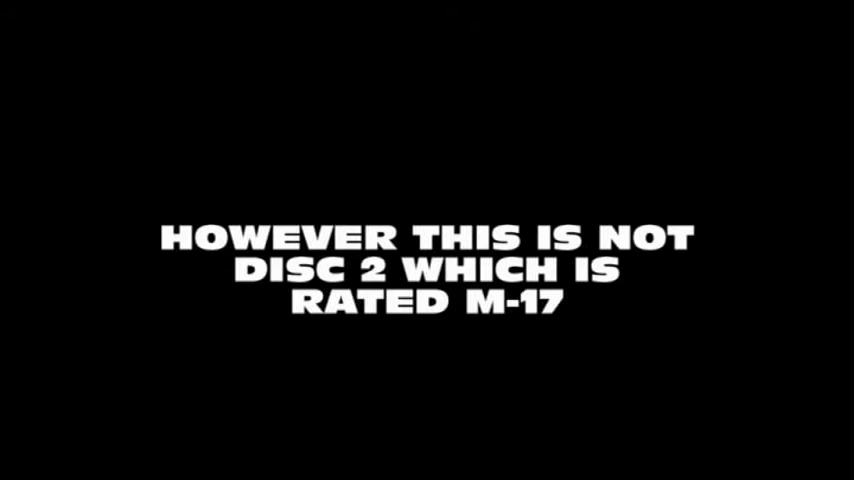 HOWEVER THIS IS NOT
DISC 2 WHICH IS
RATED M-17